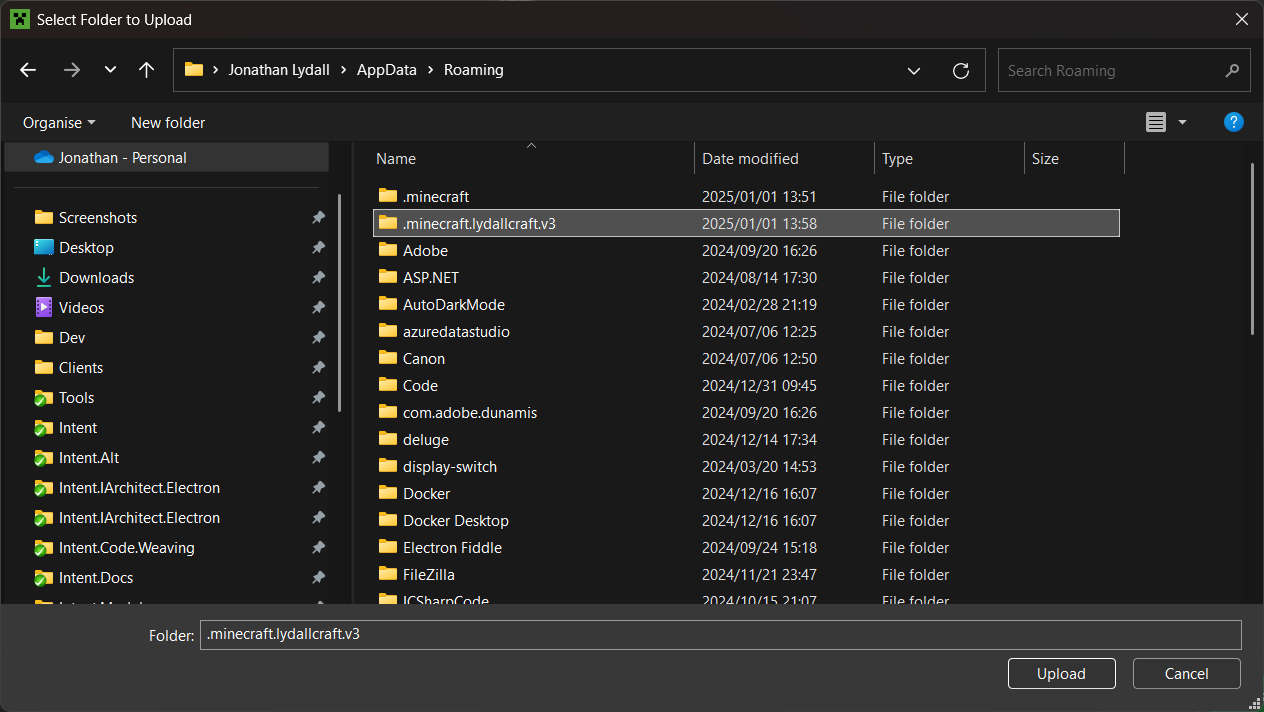 Select Folder to Upload
Jonathan Lydall > AppData > Roaming
Search Roaming
Organise
New folder
?
Jonathan - Personal
Screenshots
Desktop
Downloads
Videos
Dev
Clients
Tools
Intent
Intent.Alt
Intent.IArchitect.Electron
Intent.IArchitect.Electron
Intent.Code.Weaving
Intent.Docs
Name Date modified Type Size
.minecraft 2025/01/01 13:51 File folder
.minecraft.lydallcraft.v3 2025/01/01 13:58 File folder
Adobe 2024/09/20 16:26 File folder
ASP.NET 2024/08/14 17:30 File folder
AutoDarkMode 2024/02/28 21:19 File folder
azuredatastudio 2024/07/06 12:25 File folder
Canon 2024/07/06 12:50 File folder
Code 2024/12/31 09:45 File folder
com.adobe.dunamis 2024/09/20 16:26 File folder
deluge 2024/12/14 17:34 File folder
display-switch 2024/03/20 14:53 File folder
Docker 2024/12/16 16:07 File folder
Docker Desktop 2024/12/16 16:07 File folder
Electron Fiddle 2024/09/24 15:18 File folder
FileZilla 2024/11/21 23:47 File folder
ICSharpCode 2024/10/15 21:07 File folder
Folder: .minecraft.lydallcraft.v3
Upload Cancel